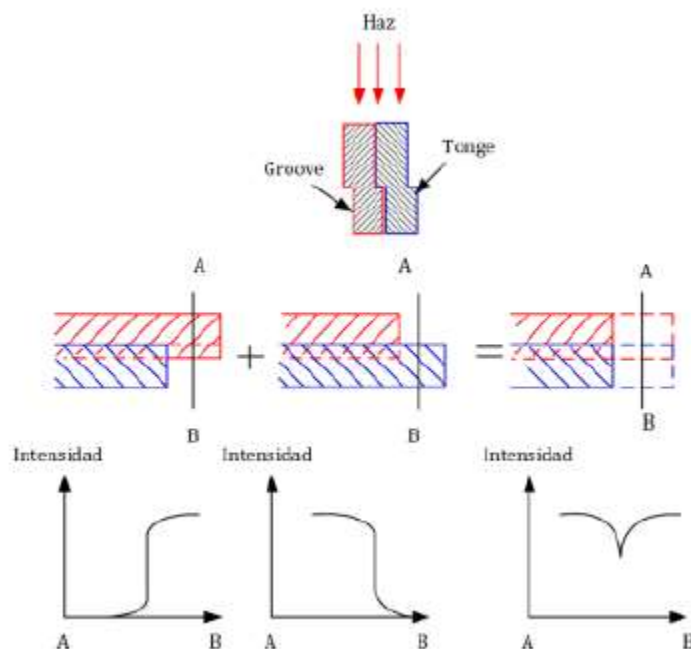 Haz
Tonge
Groove
A
A
A
+
=
B
B
B
Intensidad
Intensidad
Intensidad
A
B
A
B
A
B